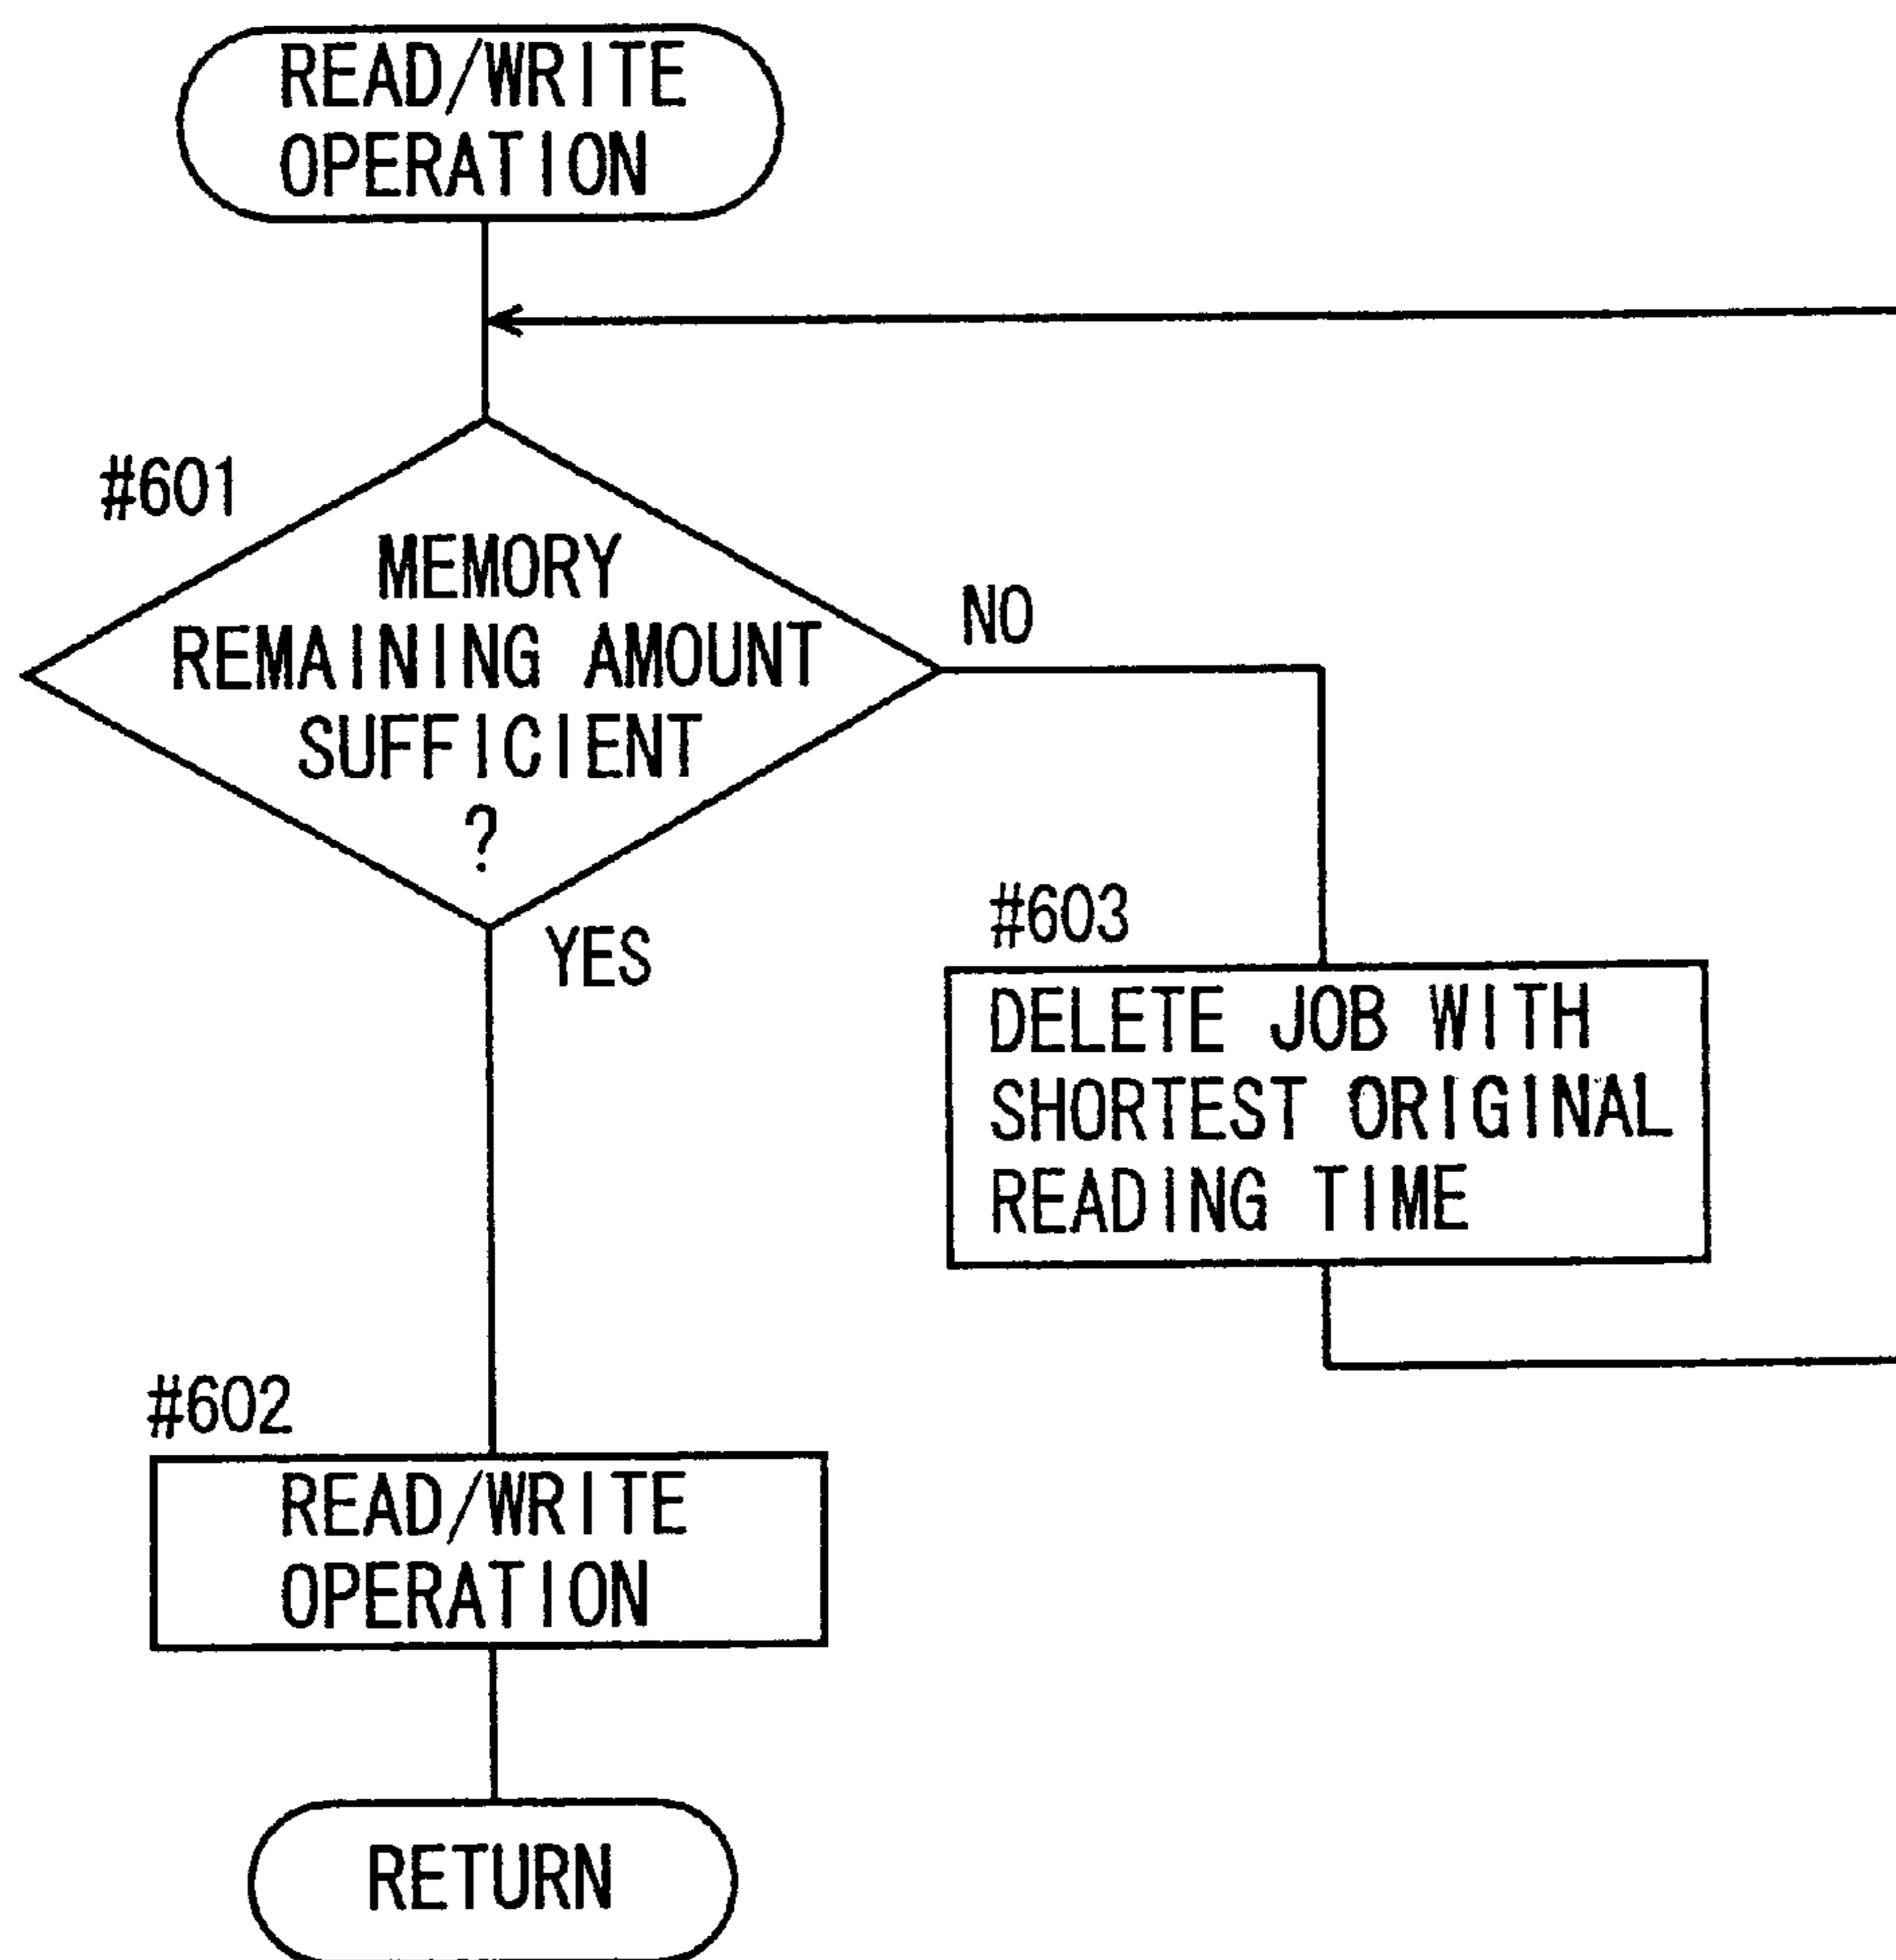 READ/WRITE
OPERATION
#601
MEMORY
REMAINING AMOUNT
SUFFICIENT
?
NO
YES
#603
DELETE JOB WITH
SHORTEST ORIGINAL
READING TIME
#602
READ/WRITE
OPERATION
RETURN